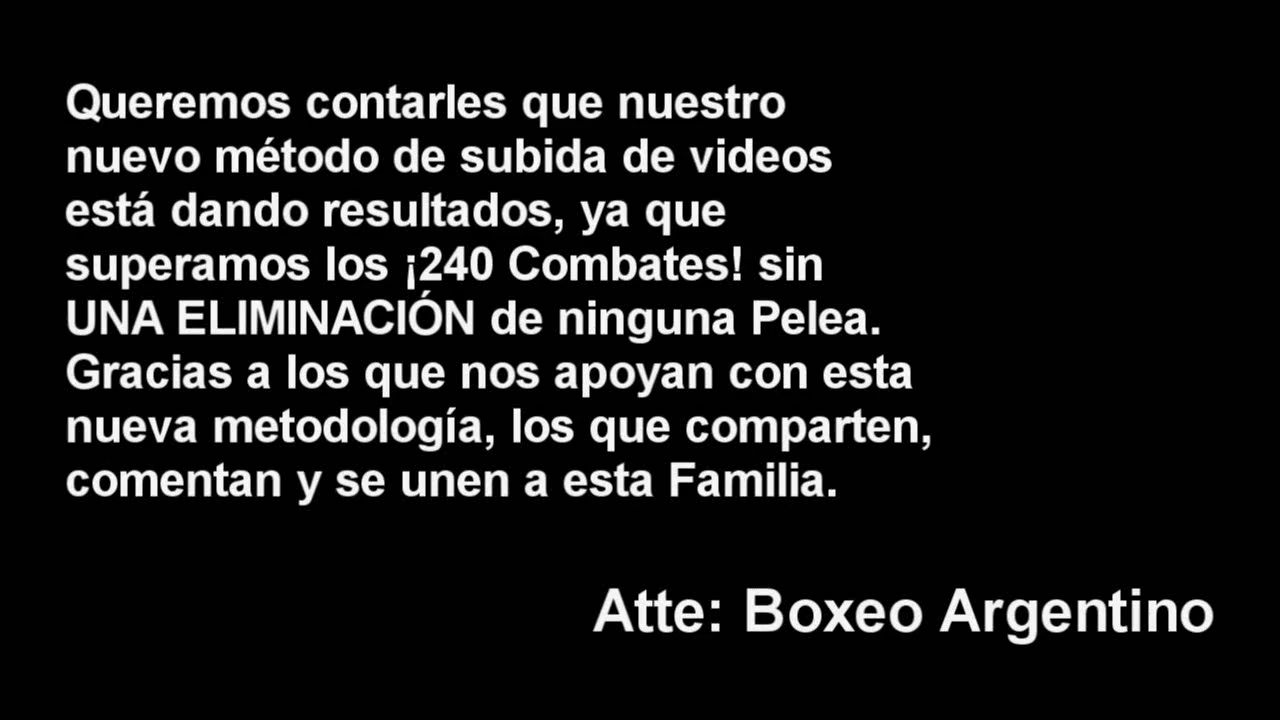 Queremos contarles que nuestro
nuevo método de subida de videos
está dando resultados, ya que
superamos los ¡240 Combates! sin
UNA ELIMINACIÓN de ninguna Pelea.
Gracias a los que nos apoyan con esta
nueva metodología, los que comparten,
comentan y se unen a esta Familia.
Atte: Boxeo Argentino